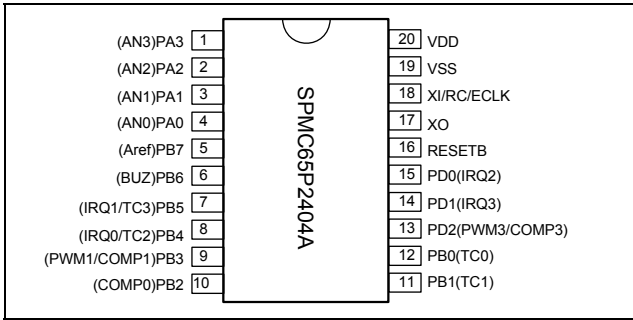 (AN3)PA3 1
(AN2)PA2 2
(AN1)PA1 3
(AN0)PA0 4
(Aref)PB7 5
(BUZ)PB6 6
(IRQ1/TC3)PB5 7
(IRQ0/TC2)PB4 8
(PWM1/COMP1)PB3 9
(COMP0)PB2 10
SPMC65P2404A
20 VDD
19 VSS
18 XI/RC/ECLK
17 XO
16 RESETB
15 PD0(IRQ2)
14 PD1(IRQ3)
13 PD2(PWM3/COMP3)
12 PB0(TC0)
11 PB1(TC1)